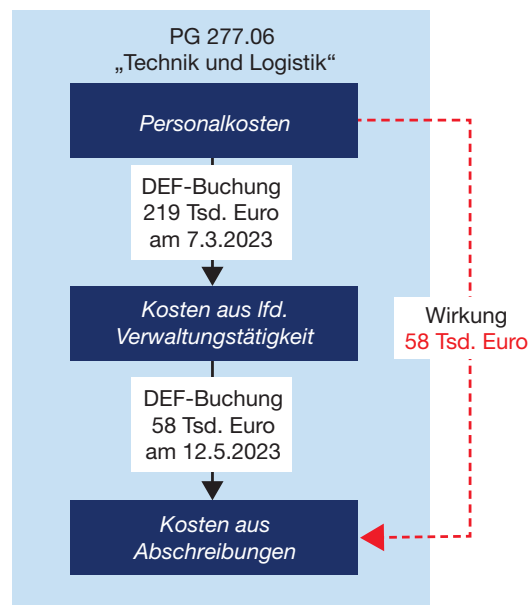 PG 277.06
„Technik und Logistik“
Personalkosten
DEF-Buchung
219 Tsd. Euro
am 7.3.2023
Kosten aus lfd.
Verwaltungstätigkeit
Wirkung
58 Tsd. Euro
DEF-Buchung
58 Tsd. Euro
am 12.5.2023
Kosten aus
Abschreibungen